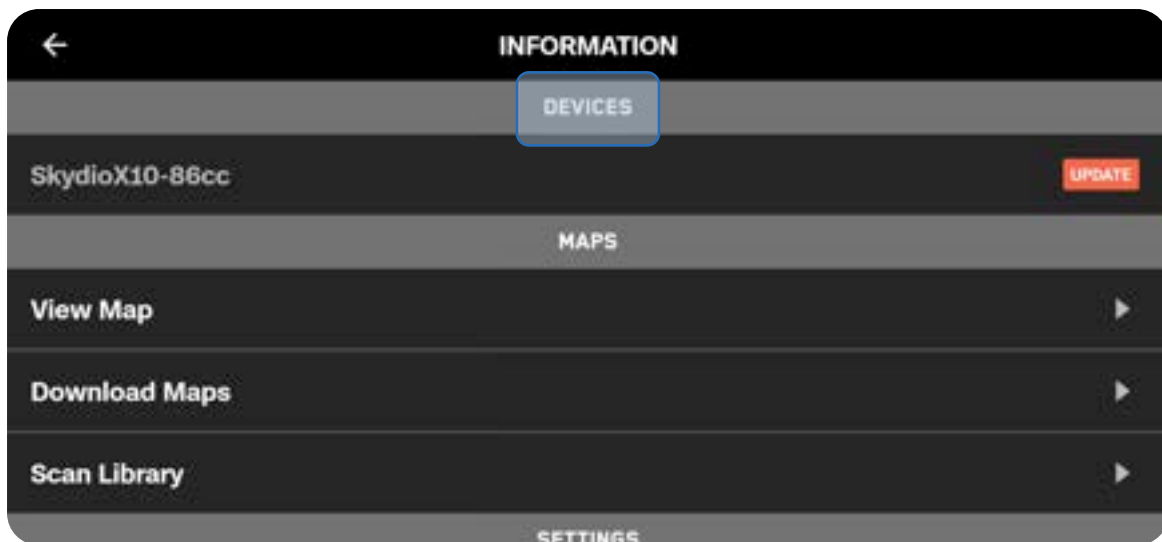 INFORMATION
DEVICES
SkydioX10-86cc
UPDATE
MAPS
View Map
Download Maps
Scan Library
SETTINGS